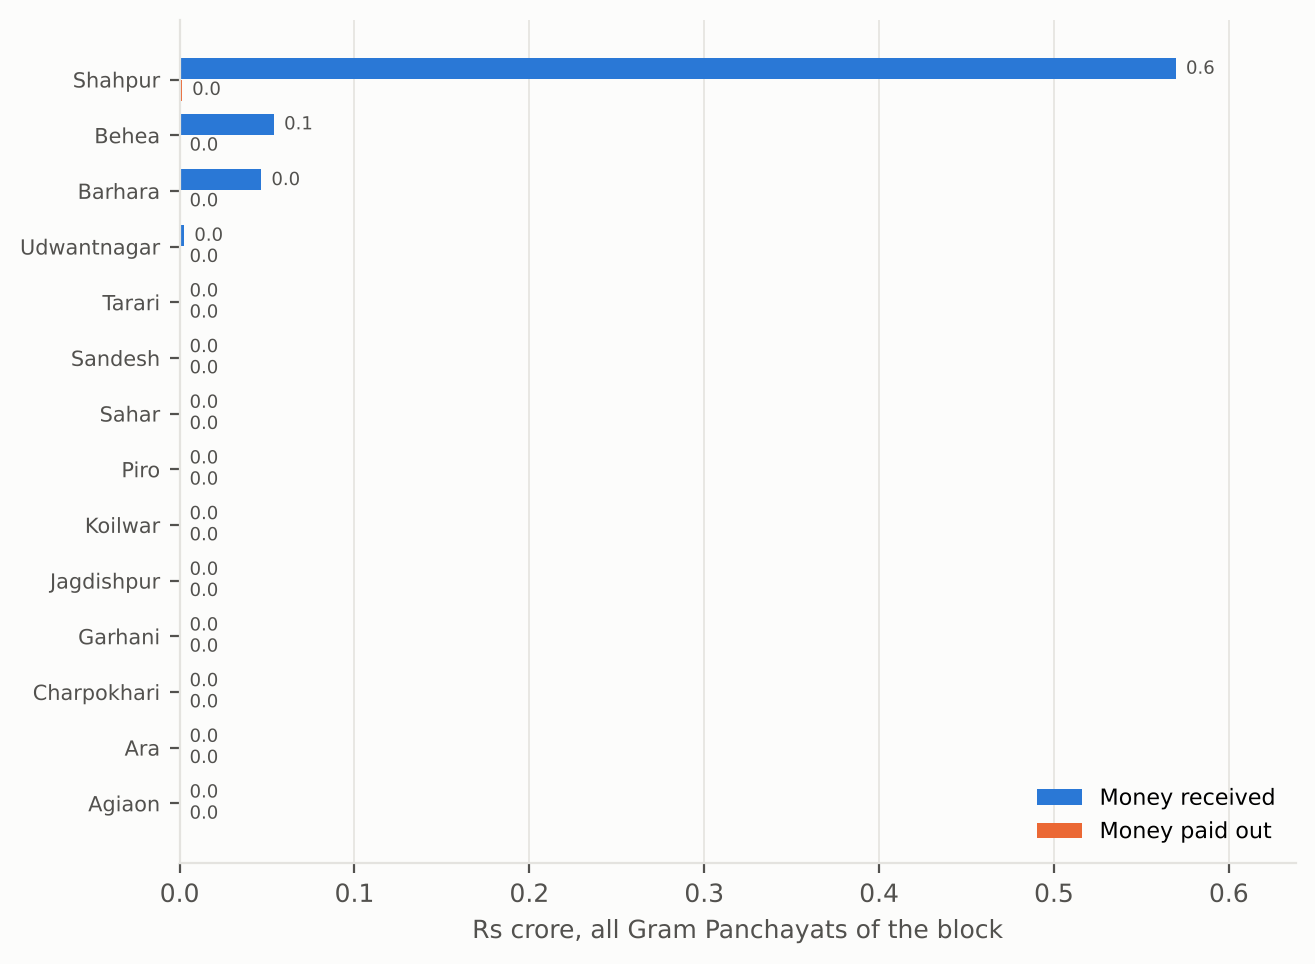 Shahpur
0.6
0.0
Behea
0.1
0.0
Barhara
0.0
0.0
Udwantnagar
0.0
0.0
Tarari
0.0
0.0
Sandesh
0.0
0.0
Sahar
0.0
0.0
Piro
0.0
0.0
Koilwar
0.0
0.0
Jagdishpur
0.0
0.0
Garhani
0.0
0.0
Charpokhari
0.0
0.0
Ara
0.0
0.0
Agiaon
0.0
0.0
Money received
Money paid out
0.0 0.1 0.2 0.3 0.4 0.5 0.6
Rs crore, all Gram Panchayats of the block